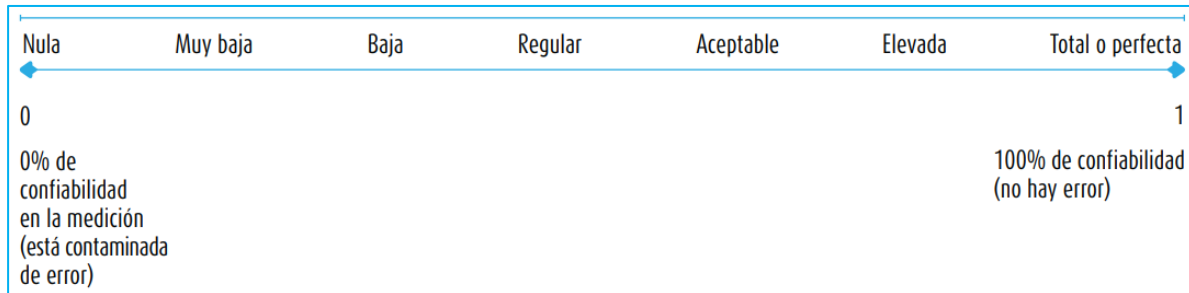 Nula Muy baja Baja Regular Aceptable Elevada Total o perfecta
0 1
0% de
confiabilidad
en la medición
(está contaminada
de error)
100% de confiabilidad
(no hay error)